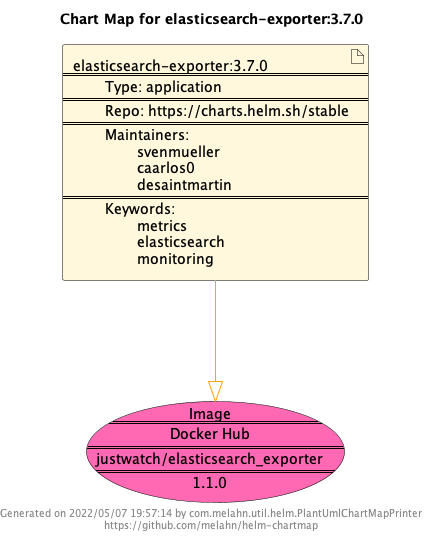 Chart Map for elasticsearch-exporter:3.7.0
elasticsearch-exporter:3.7.0
Type: application
Repo: https://charts.helm.sh/stable
Maintainers:
svenmueller
caarlos0
desaintmartin
Keywords:
metrics
elasticsearch
monitoring
Image
Docker Hub
justwatch/elasticsearch_exporter
1.1.0
Generated on 2022/05/07 19:57:14 by com.melahn.util.helm.PlantUmlChartMapPrinter
https://github.com/melahn/helm-chartmap